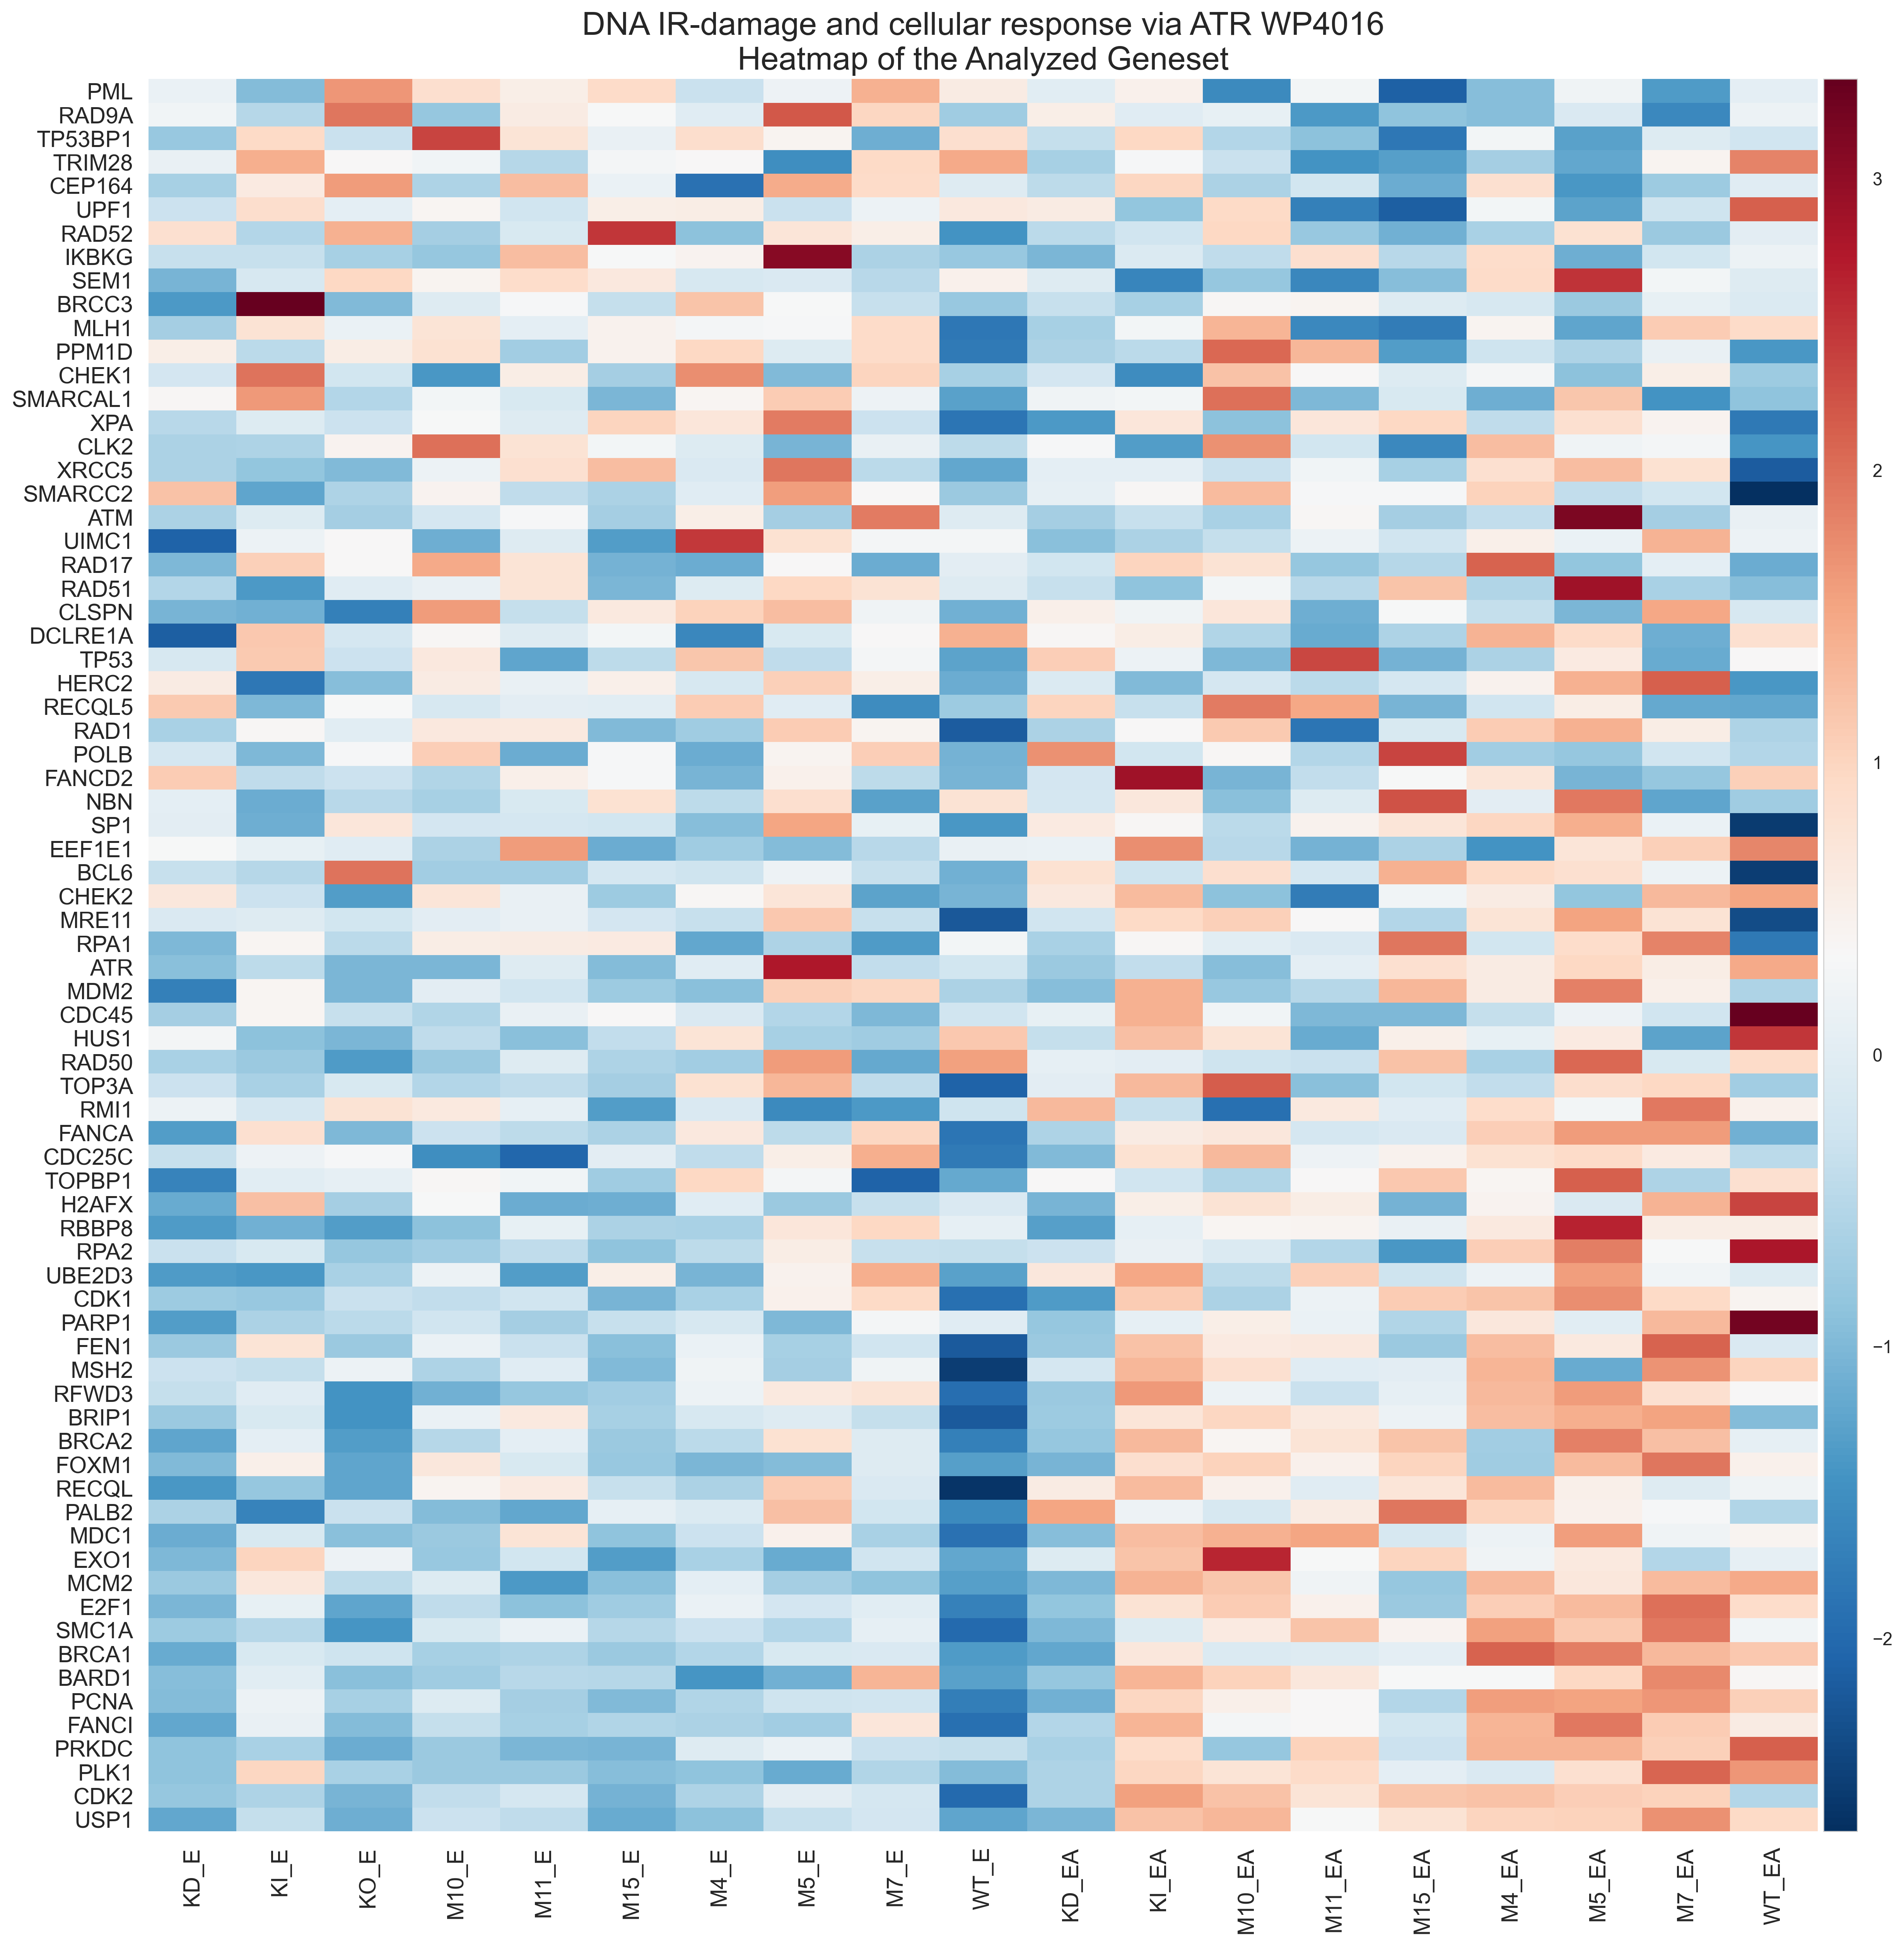 DNA IR-damage and cellular response via ATR WP4016
Heatmap of the Analyzed Geneset
PML
RAD9A
TP53BP1
TRIM28
CEP164
UPF1
RAD52
IKBKG
SEM1
BRCC3
MLH1
PPM1D
CHEK1
SMARCAL1
XPA
CLK2
XRCC5
SMARCC2
ATM
UIMC1
RAD17
RAD51
CLSPN
DCLRE1A
TP53
HERC2
RECQL5
RAD1
POLB
FANCD2
NBN
SP1
EEF1E1
BCL6
CHEK2
MRE11
RPA1
ATR
MDM2
CDC45
HUS1
RAD50
TOP3A
RMI1
FANCA
CDC25C
TOPBP1
H2AFX
RBBP8
RPA2
UBE2D3
CDK1
PARP1
FEN1
MSH2
RFWD3
BRIP1
BRCA2
FOXM1
RECQL
PALB2
MDC1
EXO1
MCM2
E2F1
SMC1A
BRCA1
BARD1
PCNA
FANCI
PRKDC
PLK1
CDK2
USP1
KD_E
KI_E
KO_E
M10_E
M11_E
M15_E
M4_E
M5_E
M7_E
WT_E
KD_EA
KI_EA
M10_EA
M11_EA
M15_EA
M4_EA
M5_EA
M7_EA
WT_EA
3
2
1
0
−1
−2